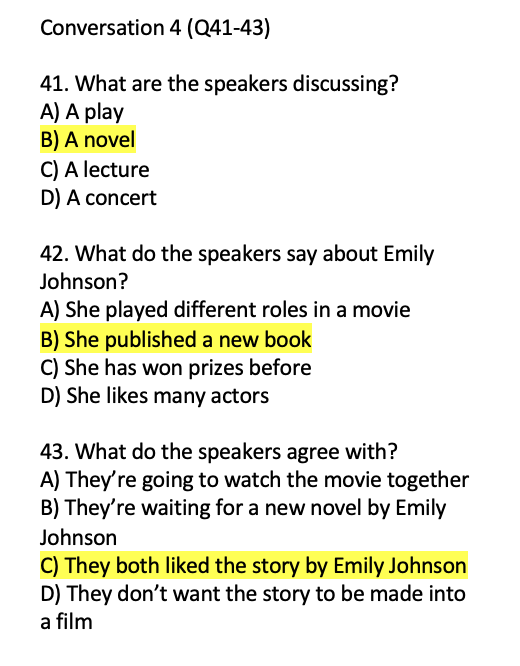 Conversation 4 (Q41-43)
41. What are the speakers discussing?
A) A play
B) A novel
C) A lecture
D) A concert
42. What do the speakers say about Emily
Johnson?
A) She played different roles in a movie
B) She published a new book
C) She has won prizes before
D) She likes many actors
43. What do the speakers agree with?
A) They’re going to watch the movie together
B) They’re waiting for a new novel by Emily
Johnson
C) They both liked the story by Emily Johnson
D) They don’t want the story to be made into
a film